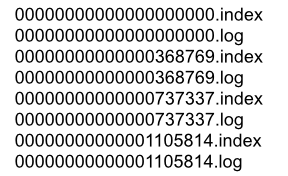 00000000000000000000.index
00000000000000000000.log
00000000000000368769.index
00000000000000368769.log
00000000000000737337.index
00000000000000737337.log
00000000000001105814.index
00000000000001105814.log